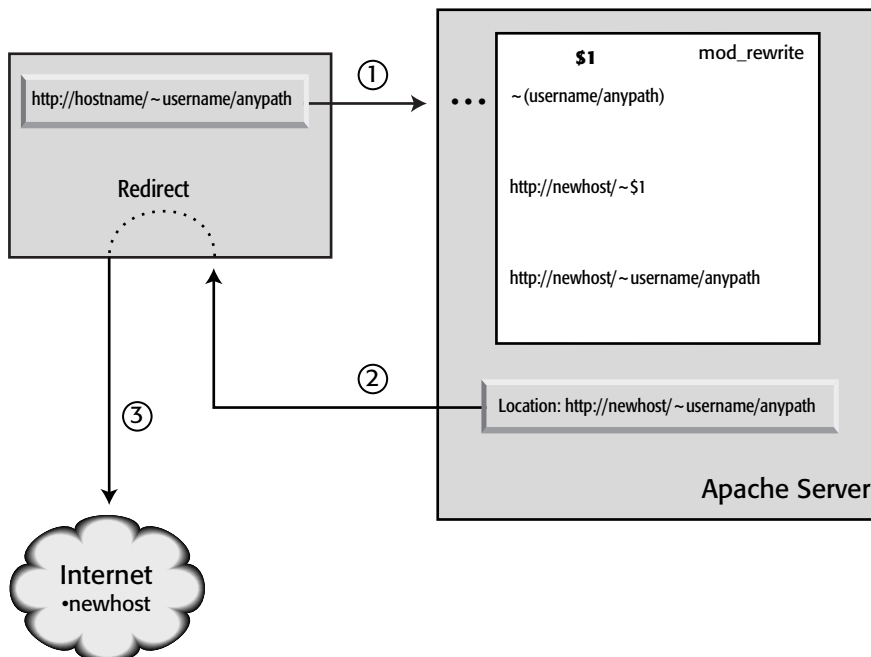 http://hostname/~username/anypath
Redirect
①
...
$1
mod_rewrite
~(username/anypath)
http://newhost/~$1
http://newhost/~username/anypath
②
Location: http://newhost/~username/anypath
Apache Server
③
Internet
•newhost